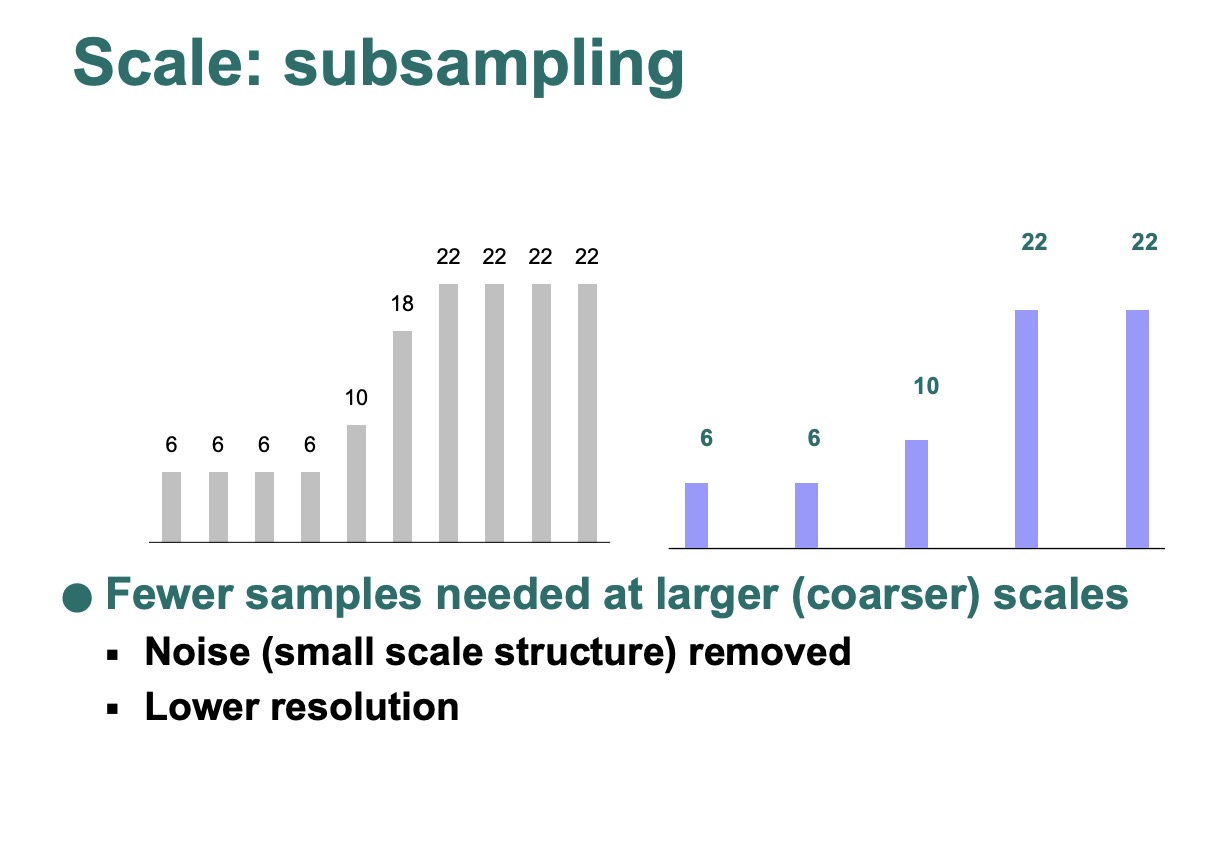 Scale: subsampling
22 22 22 22
18
10
6 6 6 6
22 22
10
6 6
● Fewer samples needed at larger (coarser) scales
▪ Noise (small scale structure) removed
▪ Lower resolution